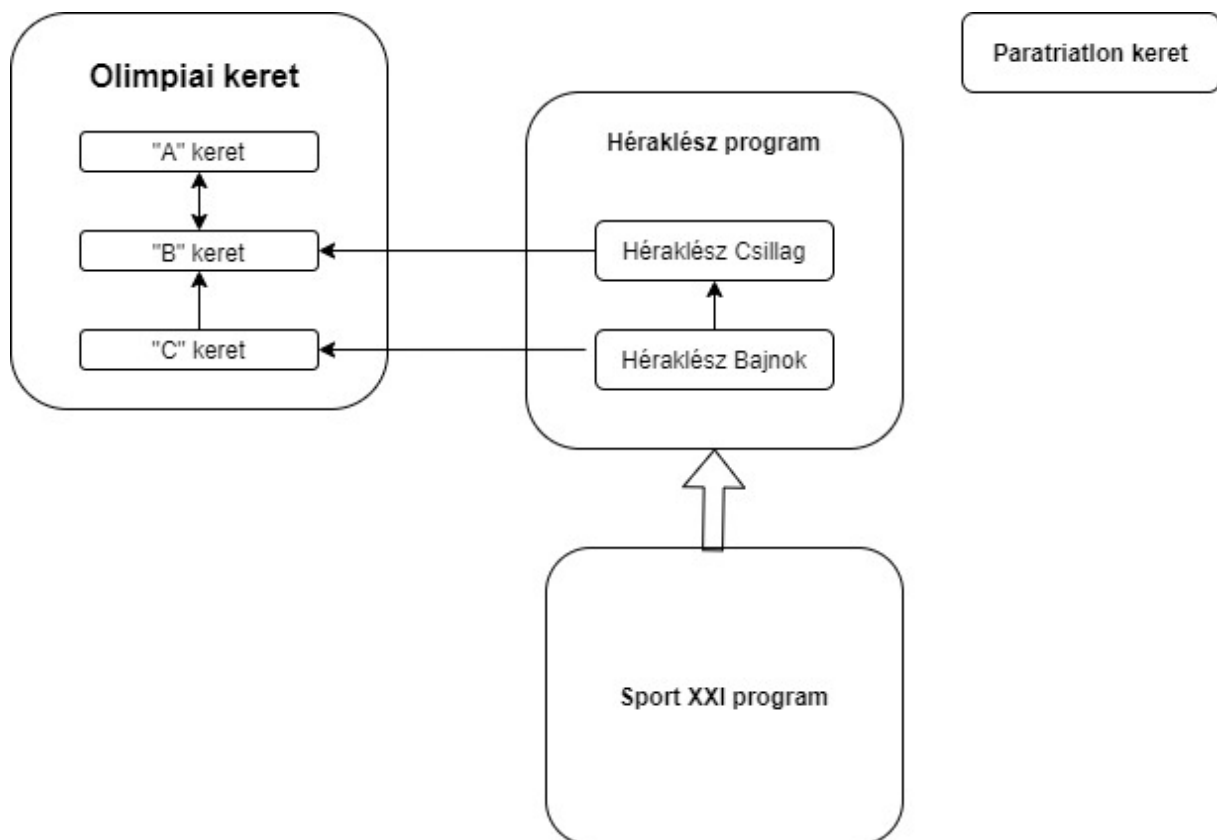 Olimpiai keret
"A" keret
"B" keret
"C" keret
Héraklész program
Héraklész Csillag
Héraklész Bajnok
Paratriatlon keret
Sport XXI program